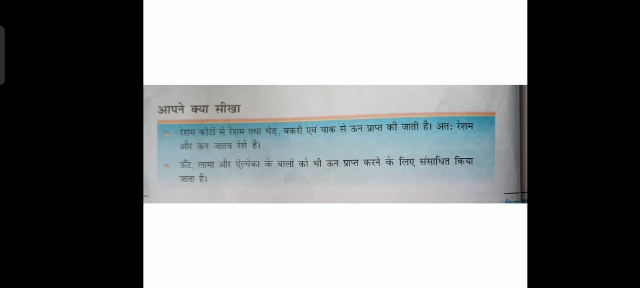 आपने क्या सीखा
रेशम कीटों से रेशम तथा भेड़, बकरी एवं याक से ऊन प्राप्त की जाती है। अतः रेशम
और ऊन जांतव रेशे हैं।
ऊँट, लामा और ऐल्पेका के बालों को भी ऊन प्राप्त करने के लिए संसाधित किया
जाता है।